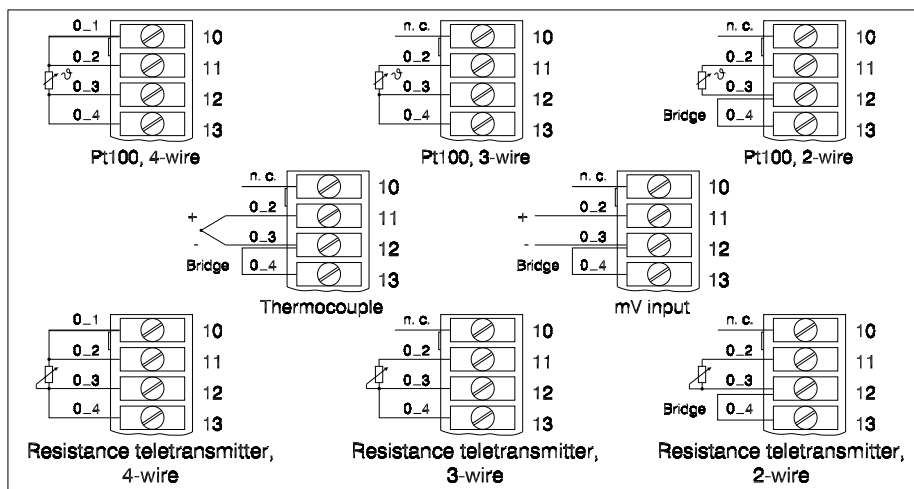 0_1 10
0_2 11
0_3 12
0_4 13
ϑ
Pt100, 4-wire
n. c. 10
0_2 11
0_3 12
0_4 13
ϑ
Pt100, 3-wire
n. c. 10
0_2 11
0_3 12
Bridge 0_4 13
ϑ
Pt100, 2-wire
n. c. 10
+ 0_2 11
- 0_3 12
Bridge 0_4 13
Thermocouple
n. c. 10
+ 0_2 11
- 0_3 12
Bridge 0_4 13
mV input
0_1 10
0_2 11
0_3 12
0_4 13
Resistance teletransmitter,
4-wire
n. c. 10
0_2 11
0_3 12
0_4 13
Resistance teletransmitter,
3-wire
n. c. 10
0_2 11
0_3 12
Bridge 0_4 13
Resistance teletransmitter,
2-wire